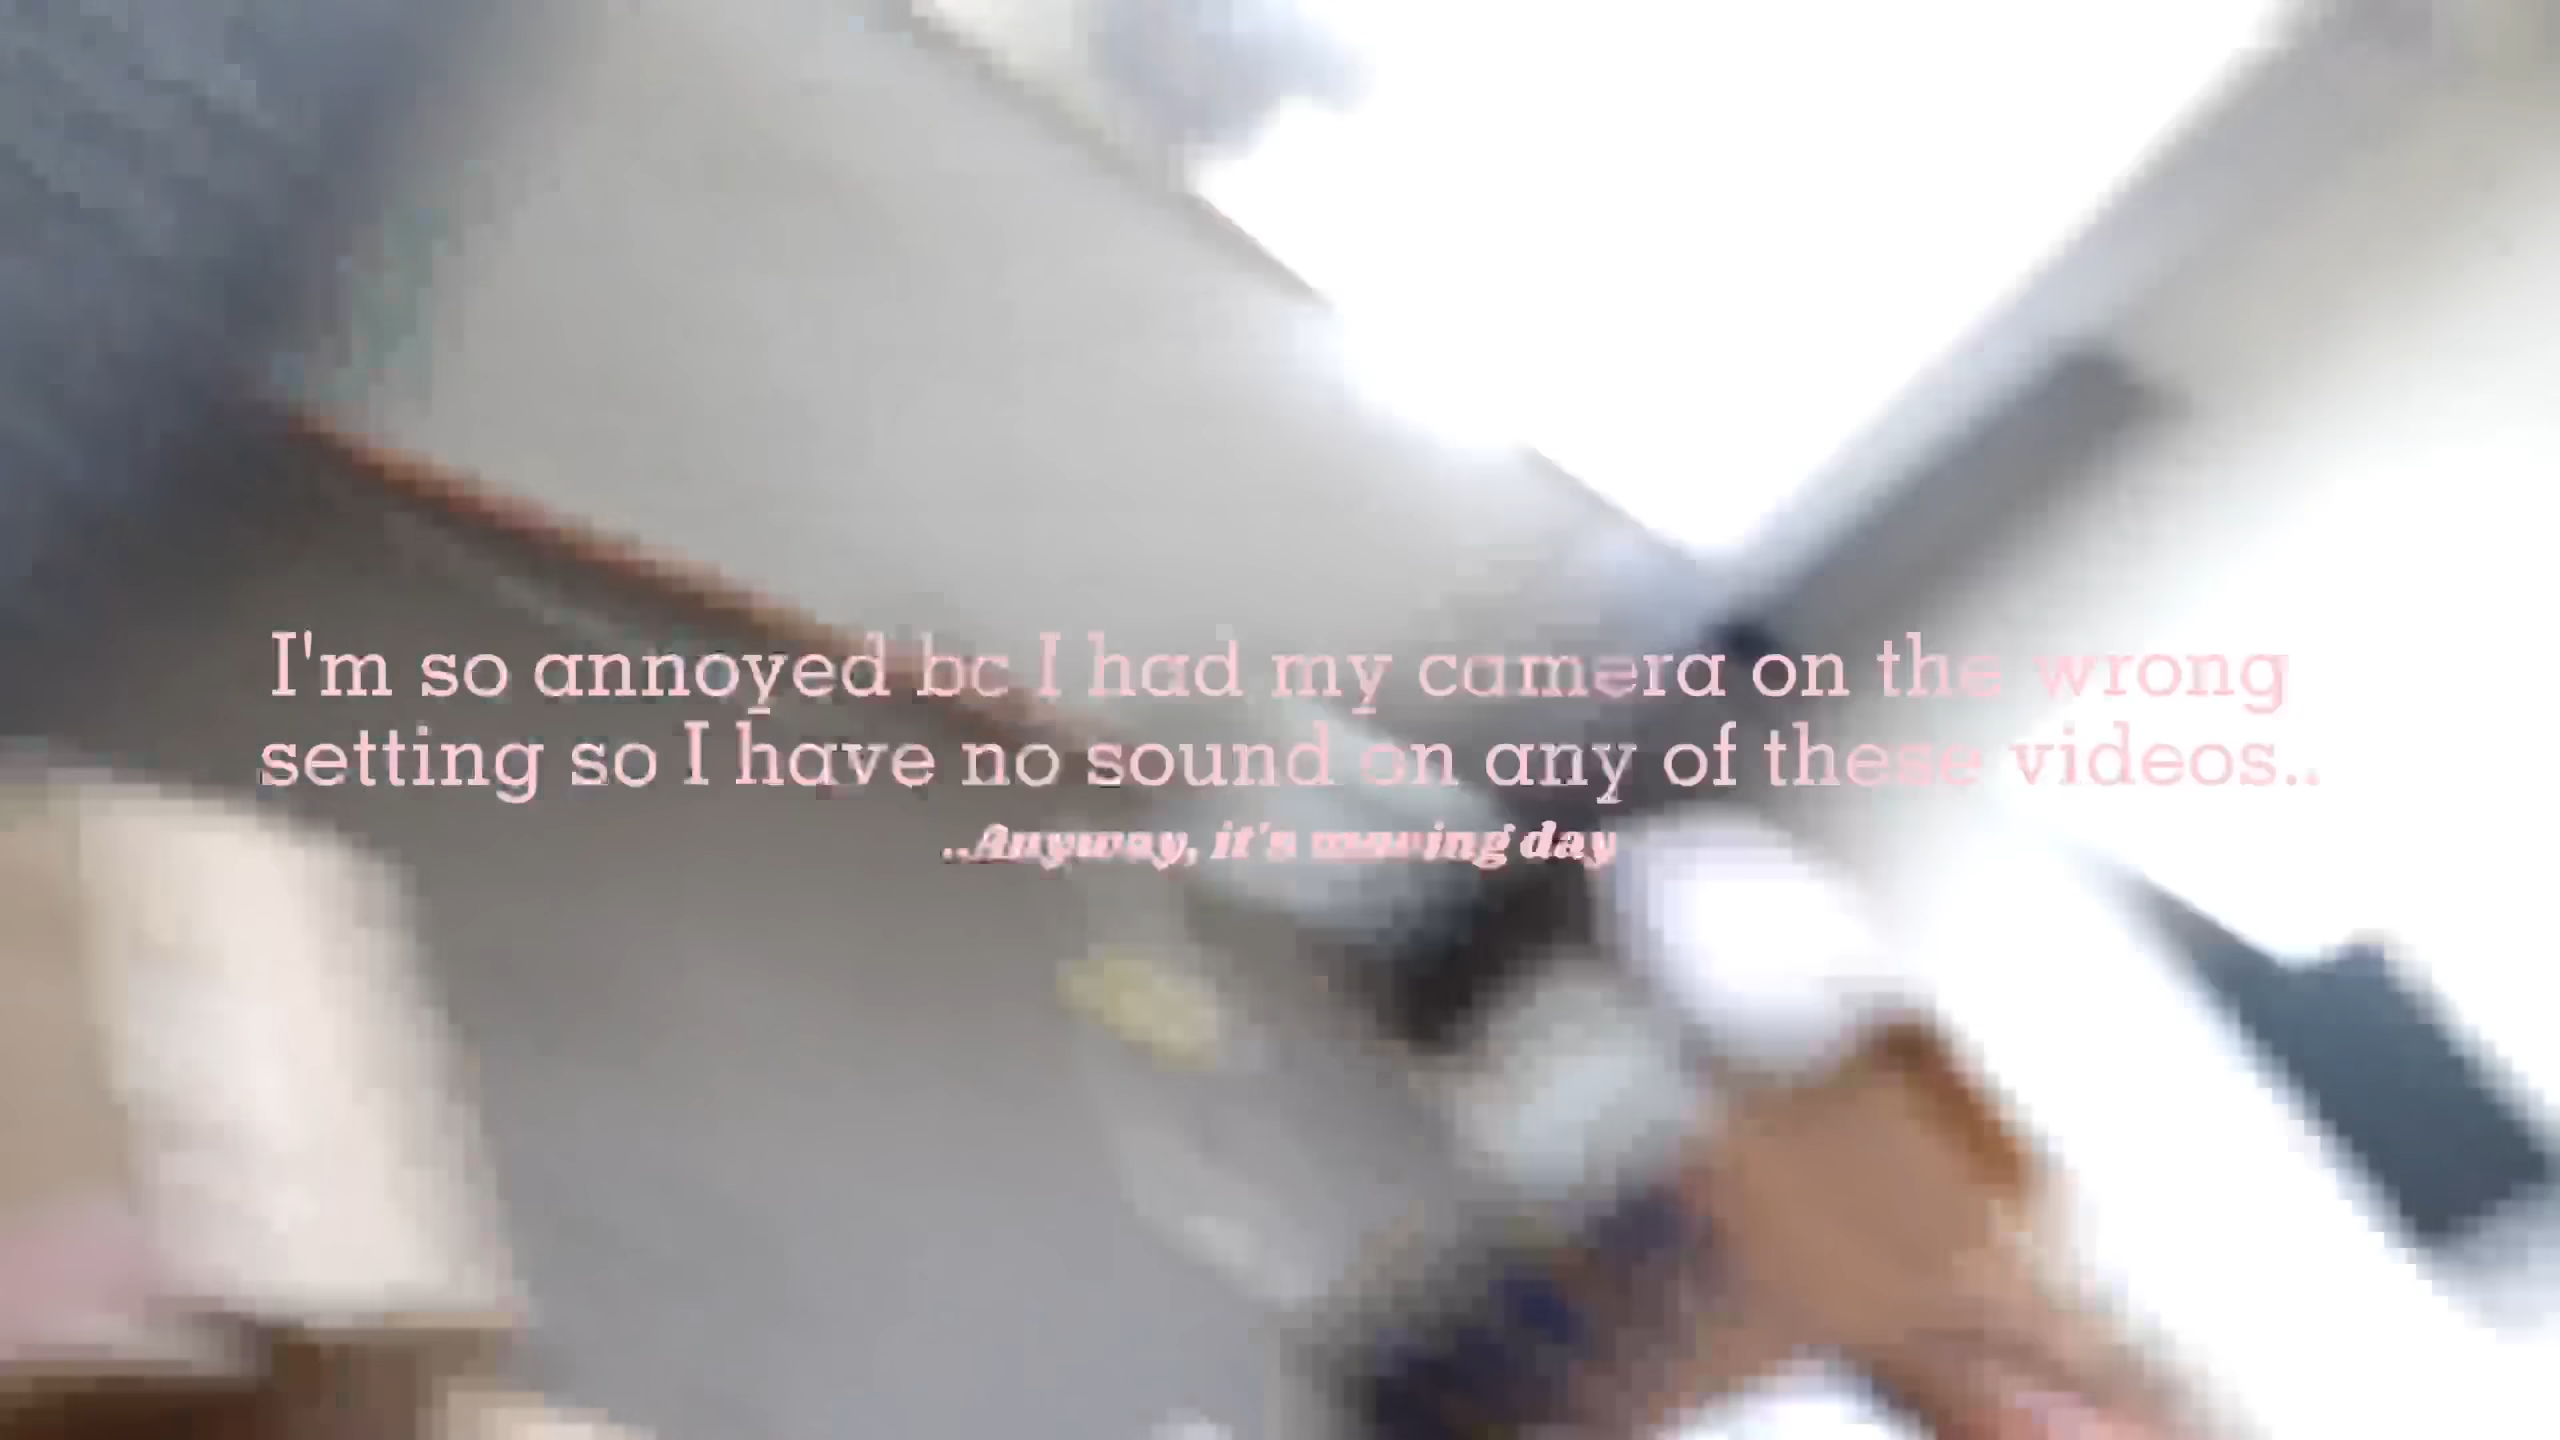 I'm so annoyed bc I had my camera on the wrong
setting so I have no sound on any of these videos..
..Anyway, it's moving day